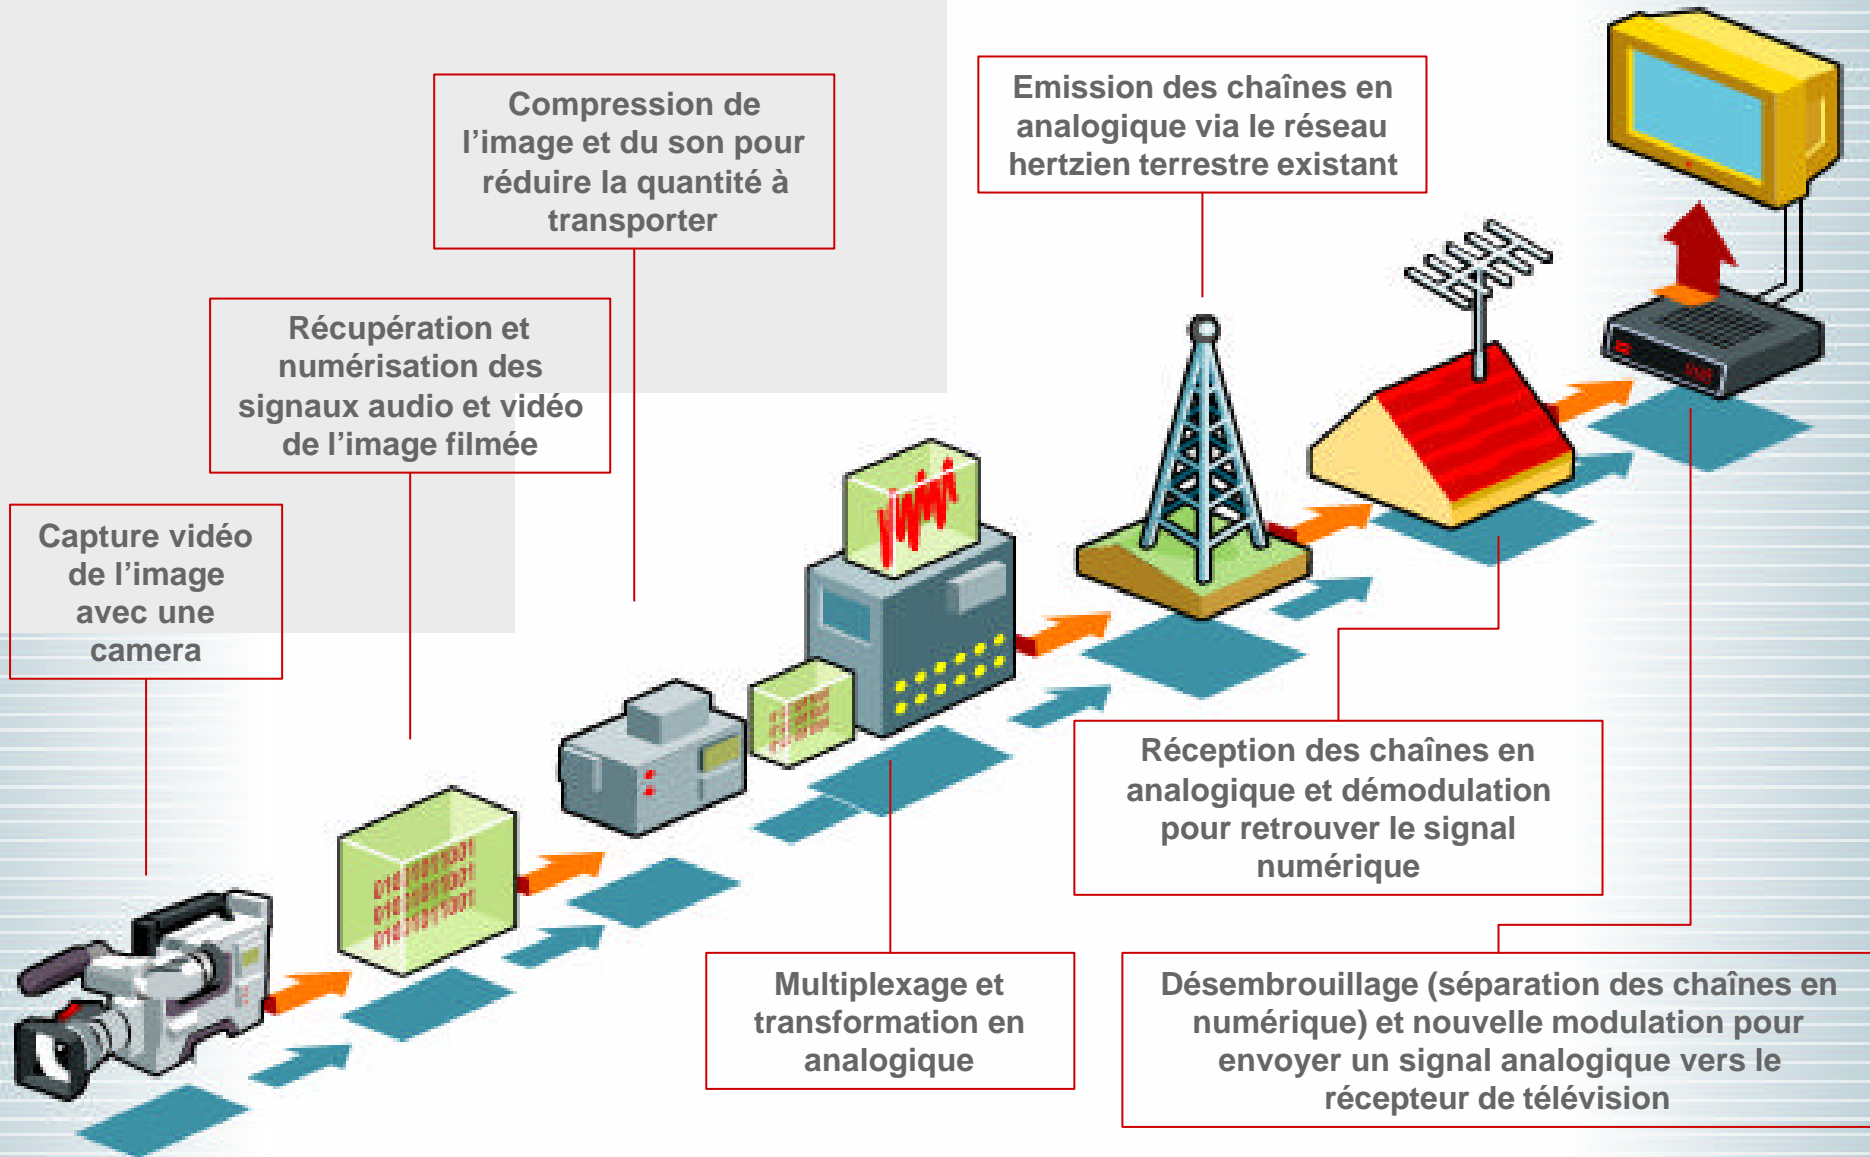 Compression de
l'image et du son pour
réduire la quantité à
transporter
Emission des chaînes en
analogique via le réseau
hertzien terrestre existant
Récupération et
numérisation des
signaux audio et vidéo
de l'image filmée
Capture vidéo
de l'image
avec une
camera
01001011001
01001011001
01001011001
Réception des chaînes en
analogique et démodulation
pour retrouver le signal
numérique
Multiplexage et
transformation en
analogique
Désembrouillage (séparation des chaînes en
numérique) et nouvelle modulation pour
envoyer un signal analogique vers le
récepteur de télévision